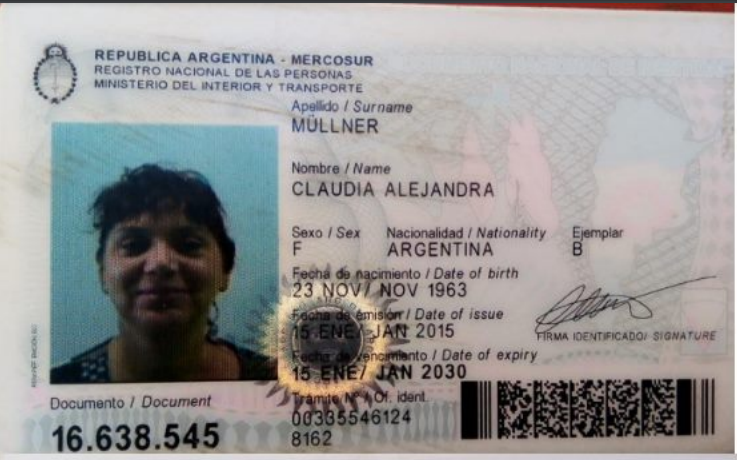 REPUBLICA ARGENTINA - MERCOSUR
REGISTRO NACIONAL DE LAS PERSONAS
MINISTERIO DEL INTERIOR Y TRANSPORTE
Apellido / Surname
MÜLLNER
Nombre / Name
CLAUDIA ALEJANDRA
Sexo / Sex Nacionalidad / Nationality Ejemplar
F ARGENTINA B
Fecha de nacimiento / Date of birth
23 NOV/ NOV 1963
Fecha de emisión / Date of issue
15 ENE/ JAN 2015
FIRMA IDENTIFICADO/ SIGNATURE
Fecha de vencimiento / Date of expiry
15 ENE/ JAN 2030
Documento / Document
16.638.545
Trámite Nº / Of. ident.
00335546124
8162